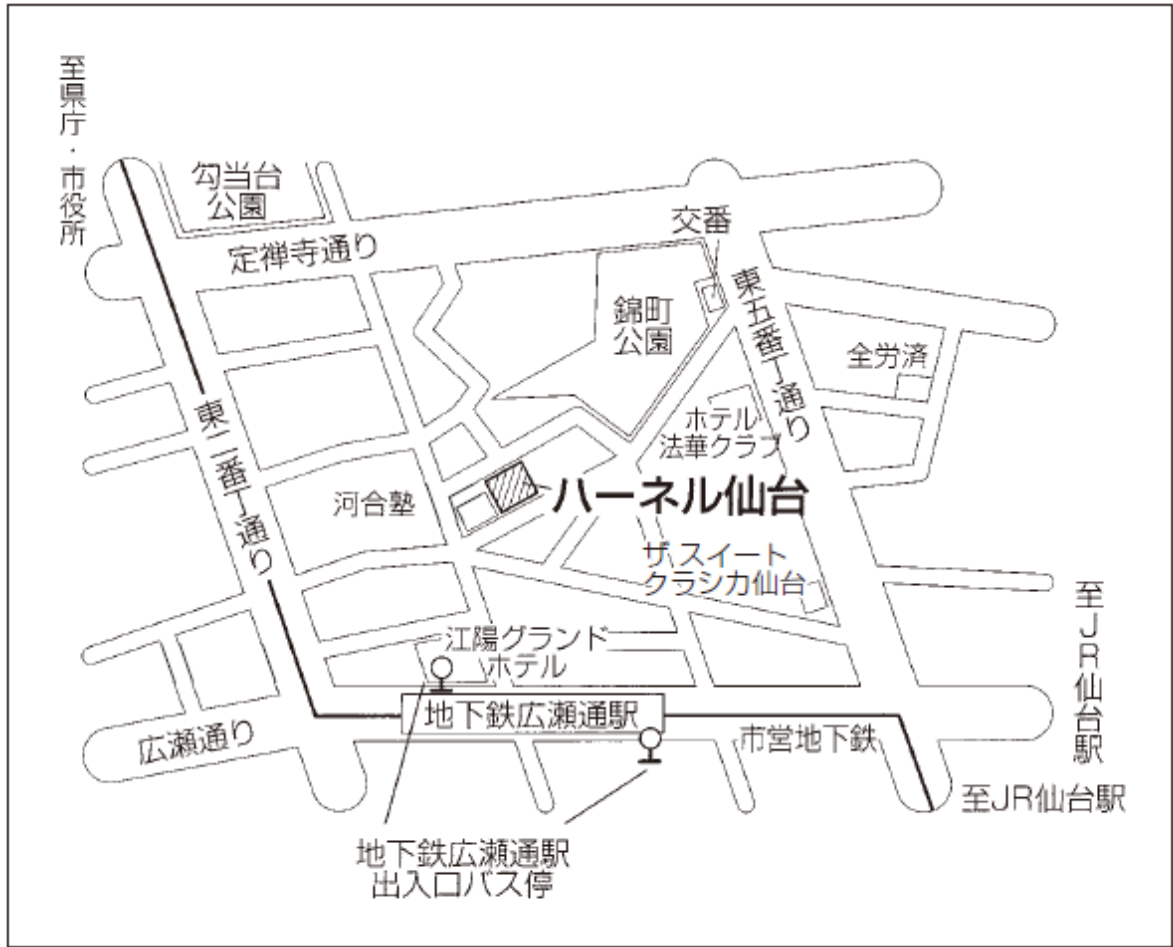 至県庁・市役所
勾当台
公園
定禅寺通り
交番
錦町
公園
東五番丁通り
全労済
東二番丁通り
ホテル
法華クラブ
河合塾
ハーネル仙台
ザ スイート
クラシカ仙台
至JR仙台駅
江陽グランド
ホテル
地下鉄広瀬通駅
広瀬通り
市営地下鉄
至JR仙台駅
地下鉄広瀬通駅
出入口バス停